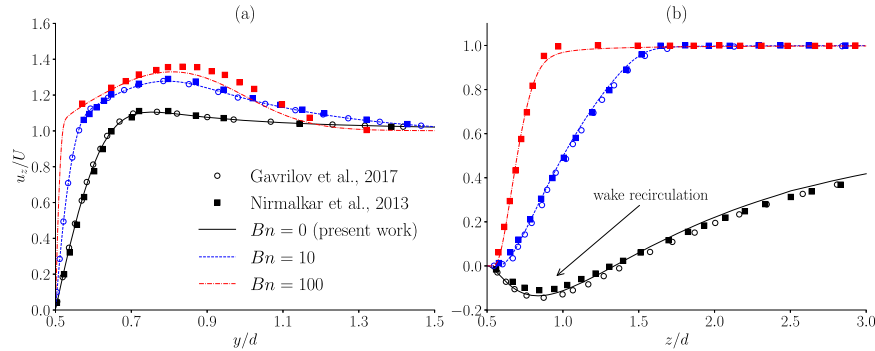 (a)
1.6
1.4
1.2
1.0
0.8
0.6
0.4
0.2
0.0
u_z/U
0.5
0.7
0.9
1.1
1.3
1.5
y/d
Gavrilov et al., 2017
Nirmalkar et al., 2013
Bn = 0 (present work)
Bn = 10
Bn = 100
(b)
1.0
0.8
0.6
0.4
0.2
0.0
−0.2
0.5
1.0
1.5
2.0
2.5
3.0
z/d
wake recirculation